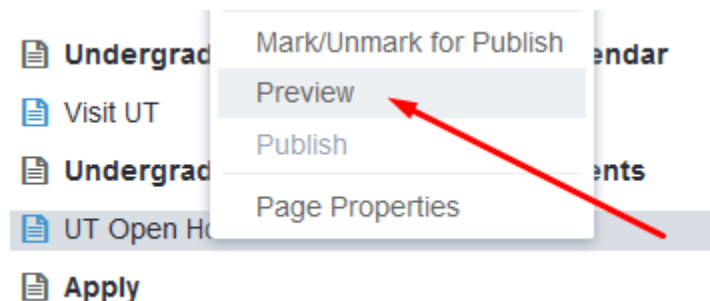 Mark/Unmark for Publish
Undergrad endar
Preview
Visit UT
Publish
Undergrad ents
Page Properties
UT Open Ho
Apply